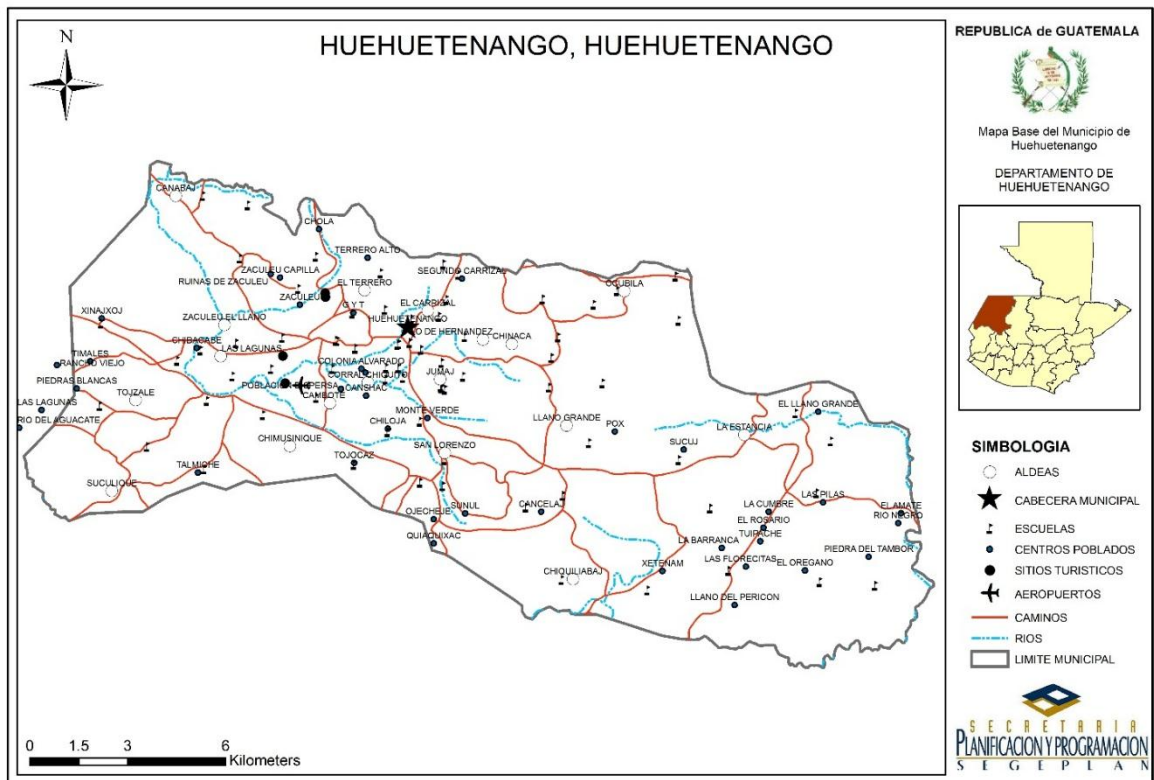 HUEHUETENANGO, HUEHUETENANGO
N
CANABAJ
CHOLA
TERRERO ALTO
ZACULEU CAPILLA
RUINAS DE ZACULEU
EL TERRERO
SEGUNDO CARRIZAL
OCUBILA
ZACULEU
G Y T
EL CARRIZAL
XINAJXOJ
ZACULEU EL LLANO
HUEHUETENANGO
O DE HERNANDEZ
CHINACA
CHIBACABE
LAS LAGUNAS
TIMALES
RANCHO VIEJO
COLONIA ALVARADO
CORRAL CHIQUITO
JUMAJ
PIEDRAS BLANCAS
POBLACION DISPERSA
CANSHAC
TOJZALE
CAMBOTE
LAS LAGUNAS
RIO DEL AGUACATE
MONTE VERDE
EL LLANO GRANDE
LLANO GRANDE
POX
LA ESTANCIA
CHILOJA
CHIMUSINIQUE
SAN LORENZO
SUCUJ
TALMICHE
TOJOCAZ
SUCULIQUE
LAS PILAS
OJECHEJE
SUNUL
CANCELAJ
LA CUMBRE
EL AMATE
RIO NEGRO
EL ROSARIO
QUIAQUIXAC
TUIPACHE
LA BARRANCA
PIEDRA DEL TAMBOR
CHIQUILIABAJ
XETENAM
LAS FLORECITAS
EL OREGANO
LLANO DEL PERICON
0 1.5 3 6
Kilometers
REPUBLICA de GUATEMALA
Mapa Base del Municipio de
Huehuetenango
DEPARTAMENTO DE
HUEHUETENANGO
SIMBOLOGIA
ALDEAS
CABECERA MUNICIPAL
ESCUELAS
CENTROS POBLADOS
SITIOS TURISTICOS
AEROPUERTOS
CAMINOS
RIOS
LIMITE MUNICIPAL
SECRETARIA
PLANIFICACION Y PROGRAMACION
SEGEPLAN